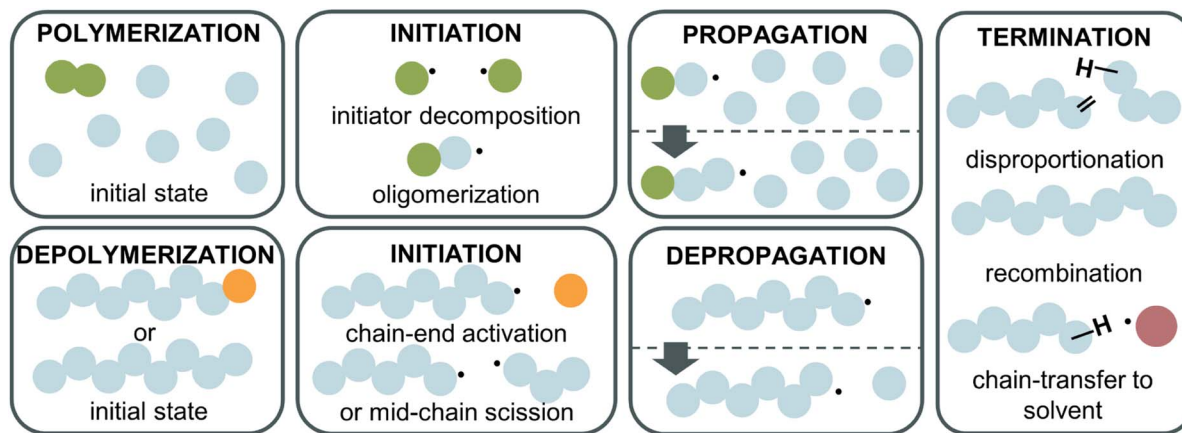 POLYMERIZATION
initial state
INITIATION
initiator decomposition
oligomerization
PROPAGATION
DEPOLYMERIZATION
or
initial state
INITIATION
chain-end activation
or mid-chain scission
DEPROPAGATION
TERMINATION
H
disproportionation
recombination
H
chain-transfer to
solvent